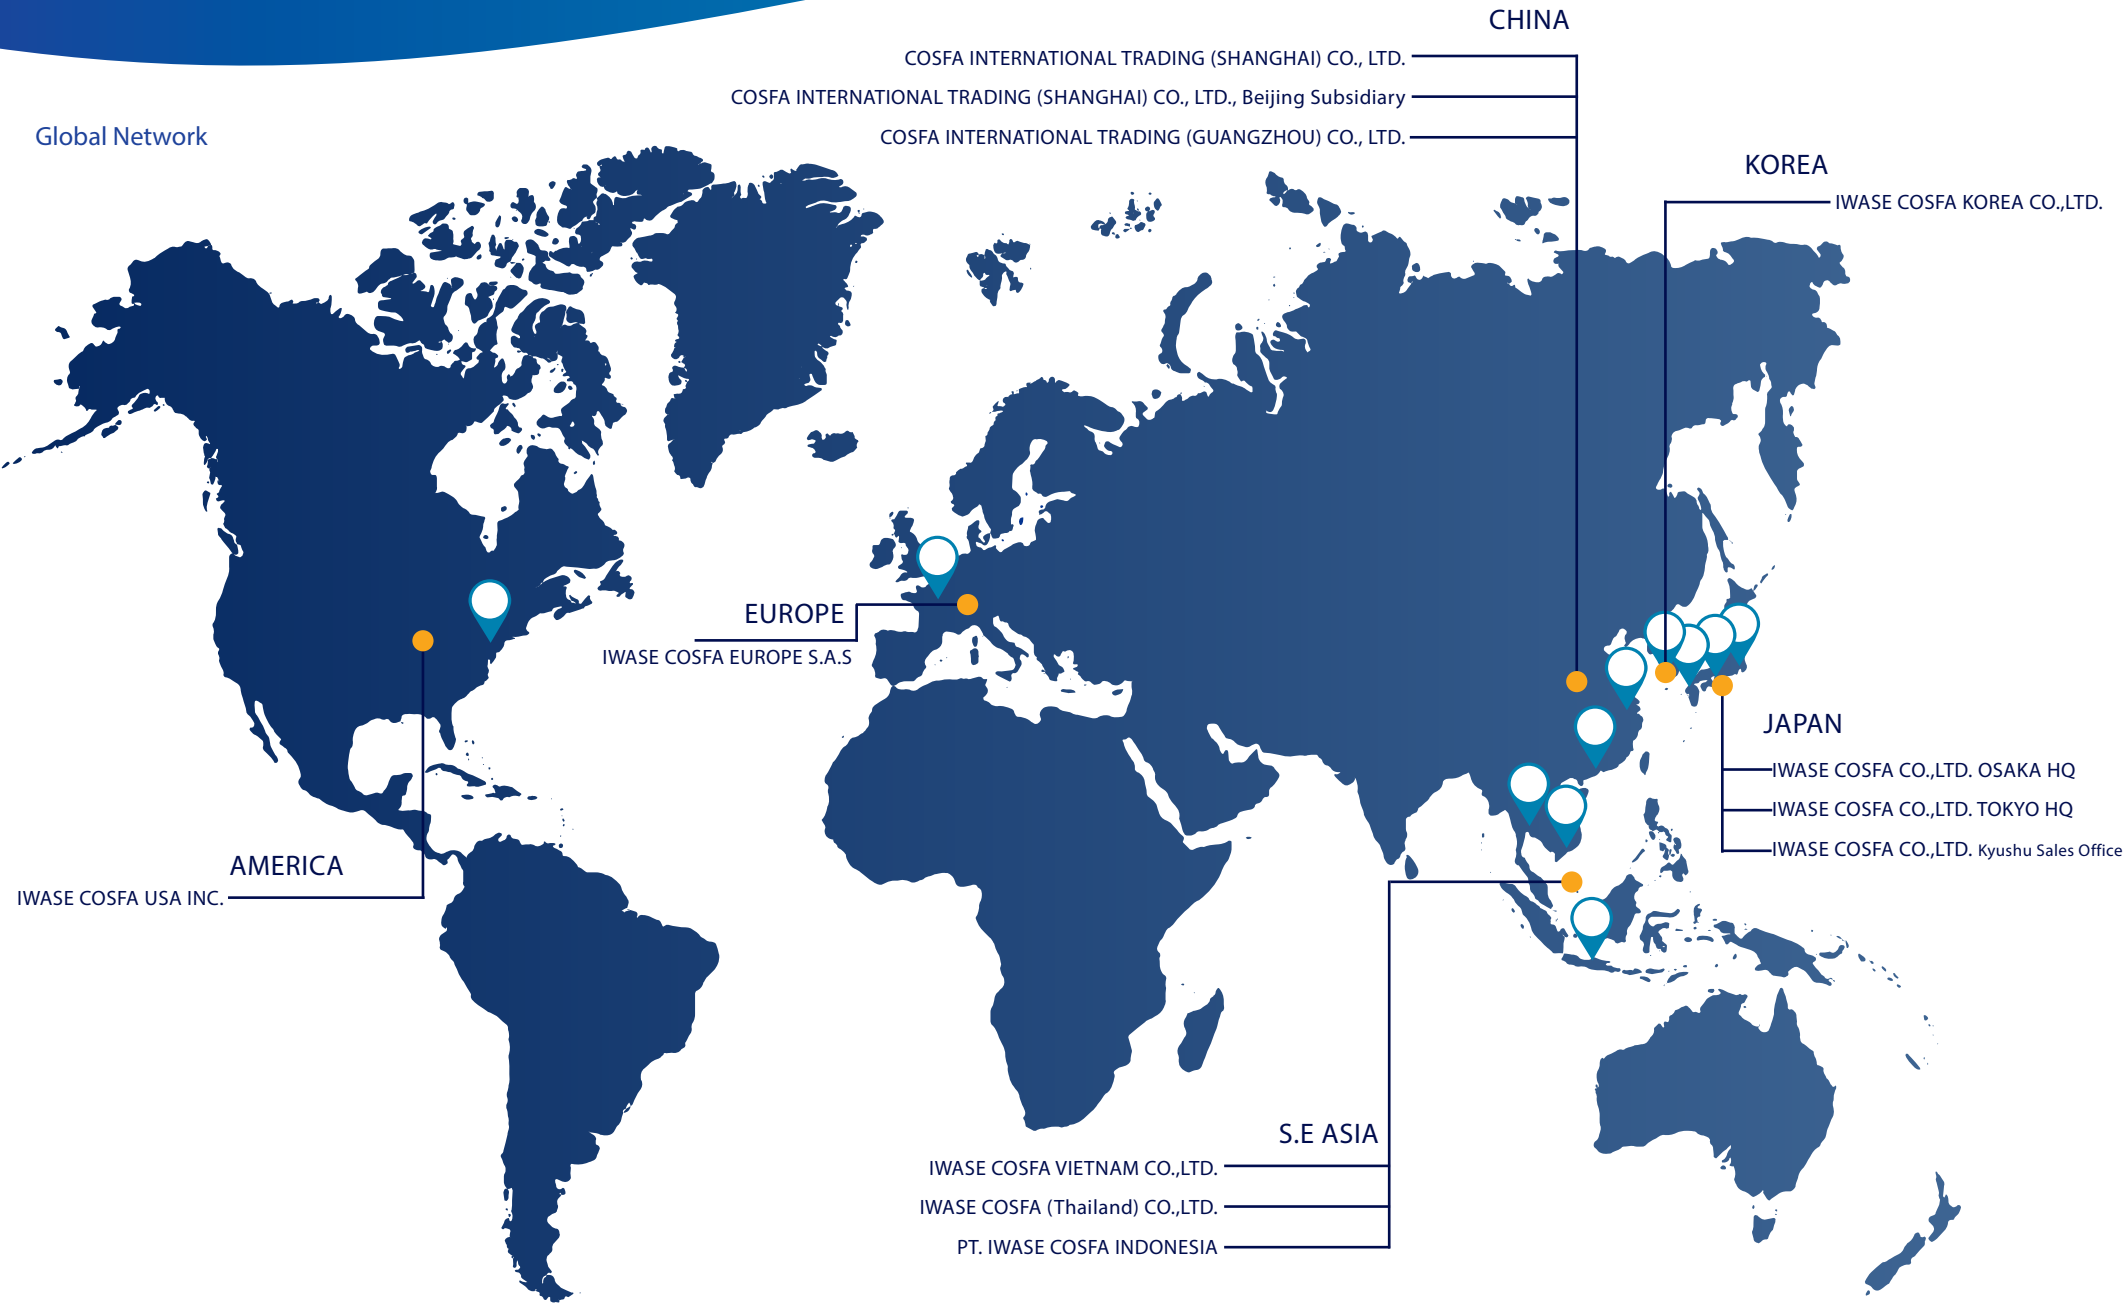 CHINA
COSFA INTERNATIONAL TRADING (SHANGHAI) CO., LTD.
COSFA INTERNATIONAL TRADING (SHANGHAI) CO., LTD., Beijing Subsidiary
COSFA INTERNATIONAL TRADING (GUANGZHOU) CO., LTD.
Global Network
KOREA
IWASE COSFA KOREA CO.,LTD.
EUROPE
IWASE COSFA EUROPE S.A.S
JAPAN
IWASE COSFA CO.,LTD. OSAKA HQ
IWASE COSFA CO.,LTD. TOKYO HQ
IWASE COSFA CO.,LTD. Kyushu Sales Office
AMERICA
IWASE COSFA USA INC.
S.E ASIA
IWASE COSFA VIETNAM CO.,LTD.
IWASE COSFA (Thailand) CO.,LTD.
PT. IWASE COSFA INDONESIA